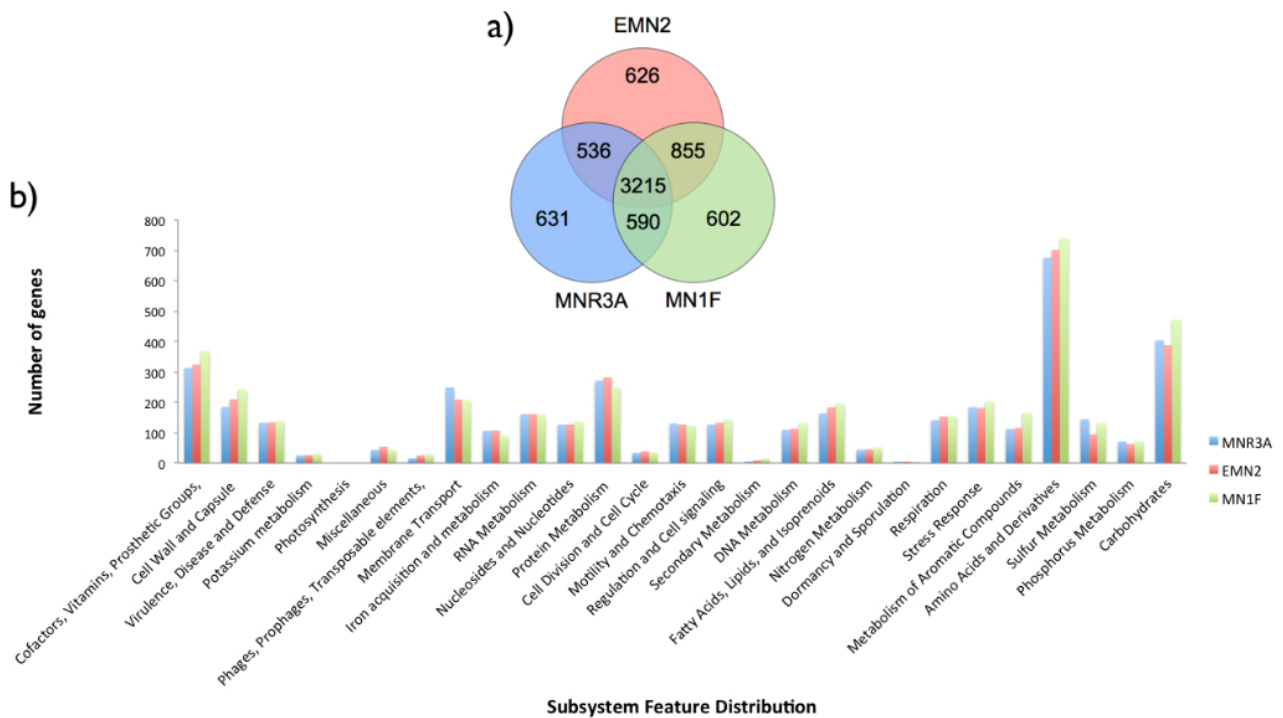 a)
EMN2
626
536
855
3215
590
631
602
MNR3A
MN1F
b)
Number of genes
800
700
600
500
400
300
200
100
0
Cofactors, Vitamins, Prosthetic Groups,
Cell Wall and Capsule
Virulence, Disease and Defense
Potassium metabolism
Photosynthesis
Miscellaneous
Phages, Prophages, Transposable elements,
Membrane Transport
Iron acquisition and metabolism
RNA Metabolism
Nucleosides and Nucleotides
Protein Metabolism
Cell Division and Cell Cycle
Motility and Chemotaxis
Regulation and Cell signaling
Secondary Metabolism
DNA Metabolism
Fatty Acids, Lipids, and Isoprenoids
Nitrogen Metabolism
Dormancy and Sporulation
Respiration
Stress Response
Metabolism of Aromatic Compounds
Amino Acids and Derivatives
Sulfur Metabolism
Phosphorus Metabolism
Carbohydrates
MNR3A
EMN2
MN1F
Subsystem Feature Distribution